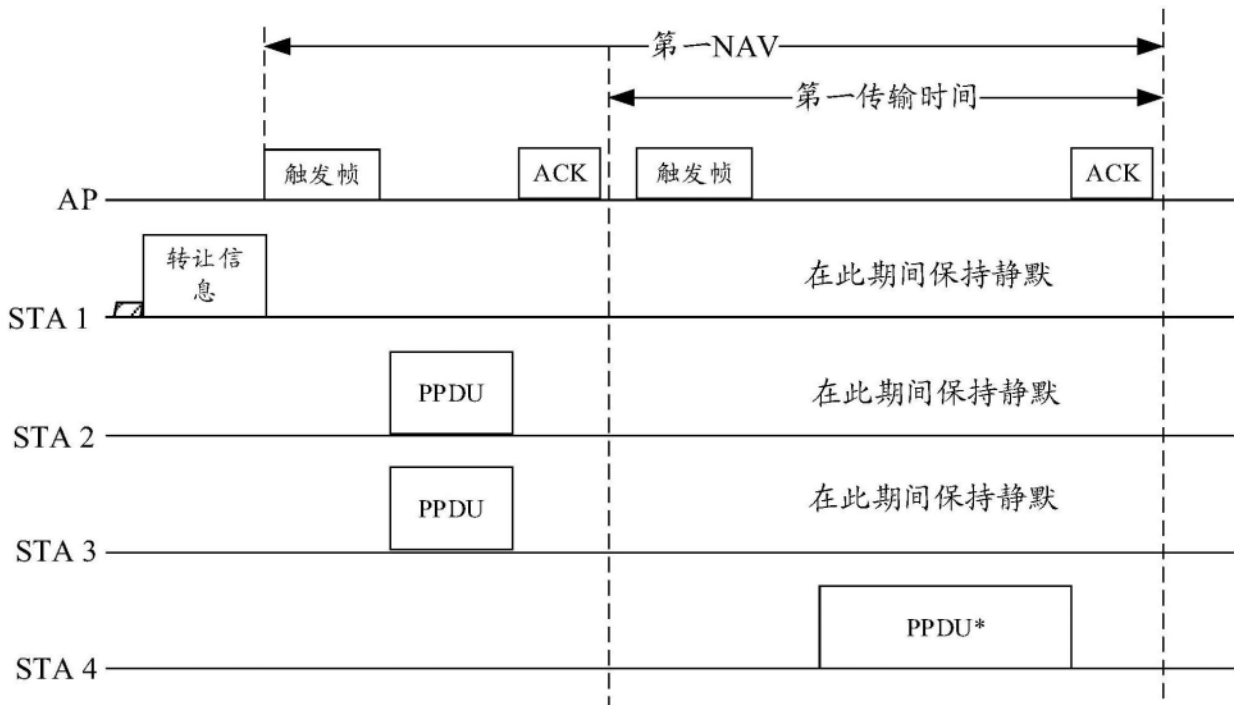 第一NAV
第一传输时间
触发帧
ACK
触发帧
ACK
AP
转让信
息
在此期间保持静默
STA 1
PPDU
在此期间保持静默
STA 2
PPDU
在此期间保持静默
STA 3
PPDU*
STA 4